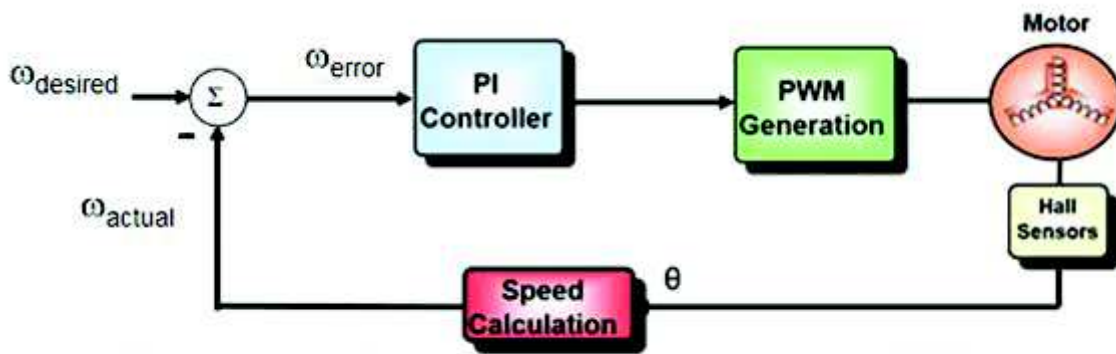 Motor
ωdesired
Σ
ωerror
PI
Controller
PWM
Generation
-
ωactual
Hall
Sensors
Speed
Calculation
θ